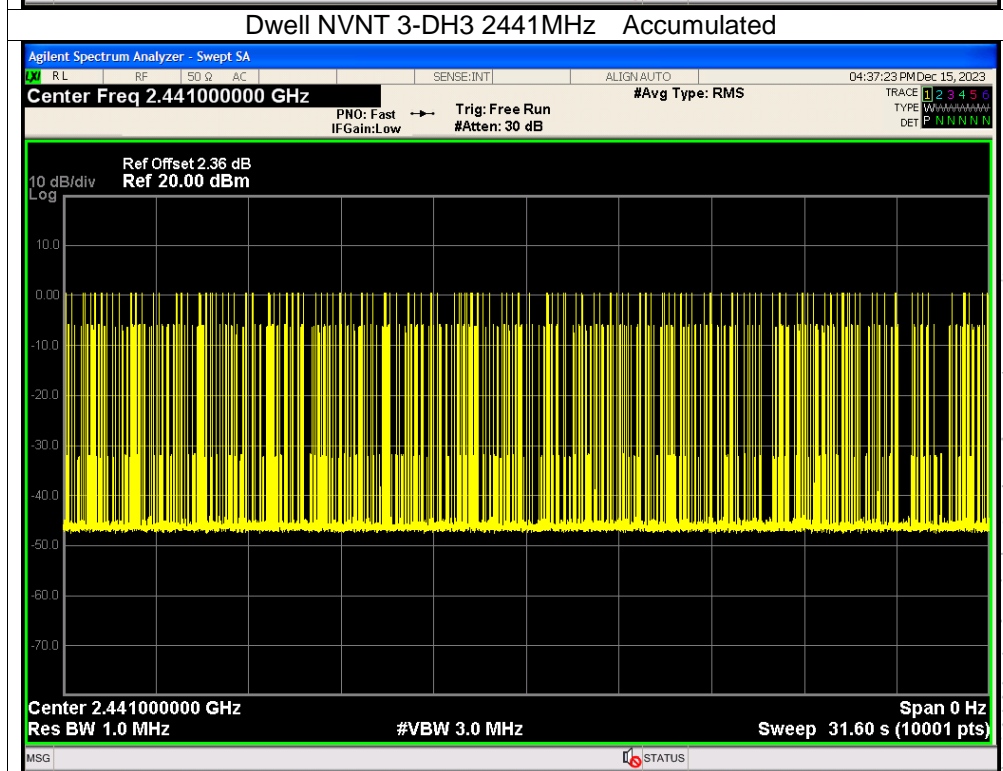 Dwell NVNT 3-DH3 2441MHz Accumulated
Agilent Spectrum Analyzer - Swept SA
LXI RL RF 50 Ω AC SENSE:INT ALIGN AUTO 04:37:23 PM Dec 15, 2023
Center Freq 2.441000000 GHz #Avg Type: RMS TRACE 1 2 3 4 5 6
PNO: Fast Trig: Free Run TYPE WWWWWW
IFGain:Low #Atten: 30 dB DET P N N N N N
Ref Offset 2.36 dB
10 dB/div Ref 20.00 dBm
Log
10.0
0.00
-10.0
-20.0
-30.0
-40.0
-50.0
-60.0
-70.0
Center 2.441000000 GHz Span 0 Hz
Res BW 1.0 MHz #VBW 3.0 MHz Sweep 31.60 s (10001 pts)
MSG STATUS